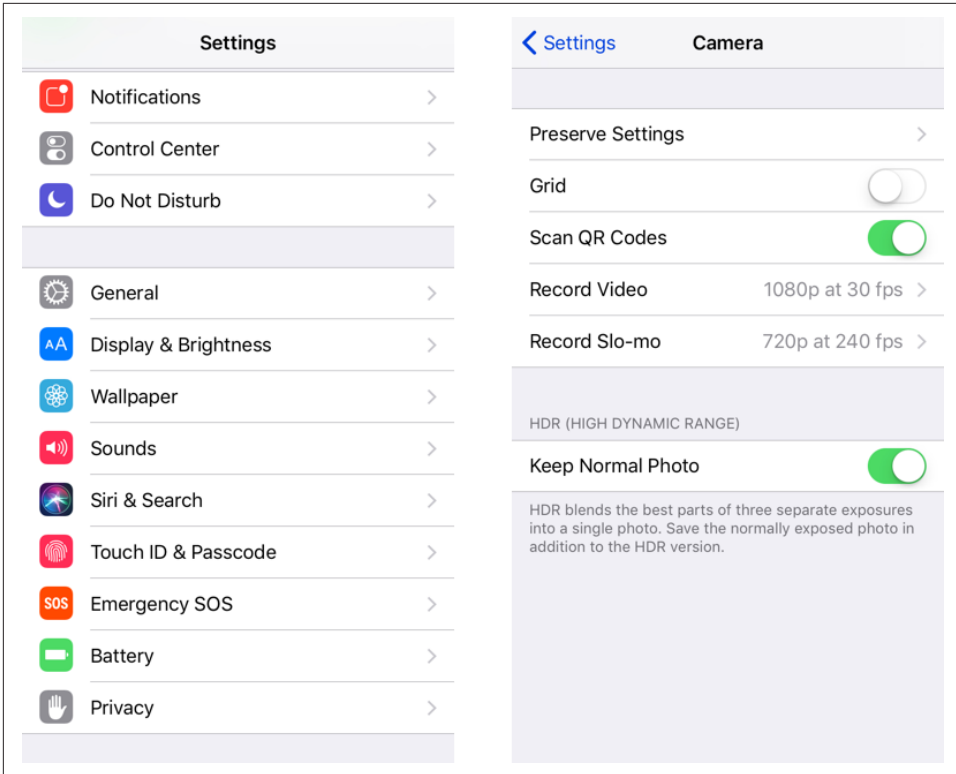 Settings
Notifications
Control Center
Do Not Disturb
General
AA Display & Brightness
Wallpaper
Sounds
Siri & Search
Touch ID & Passcode
SOS Emergency SOS
Battery
Privacy
Settings Camera
Preserve Settings
Grid
Scan QR Codes
Record Video 1080p at 30 fps
Record Slo-mo 720p at 240 fps
HDR (HIGH DYNAMIC RANGE)
Keep Normal Photo
HDR blends the best parts of three separate exposures
into a single photo. Save the normally exposed photo in
addition to the HDR version.